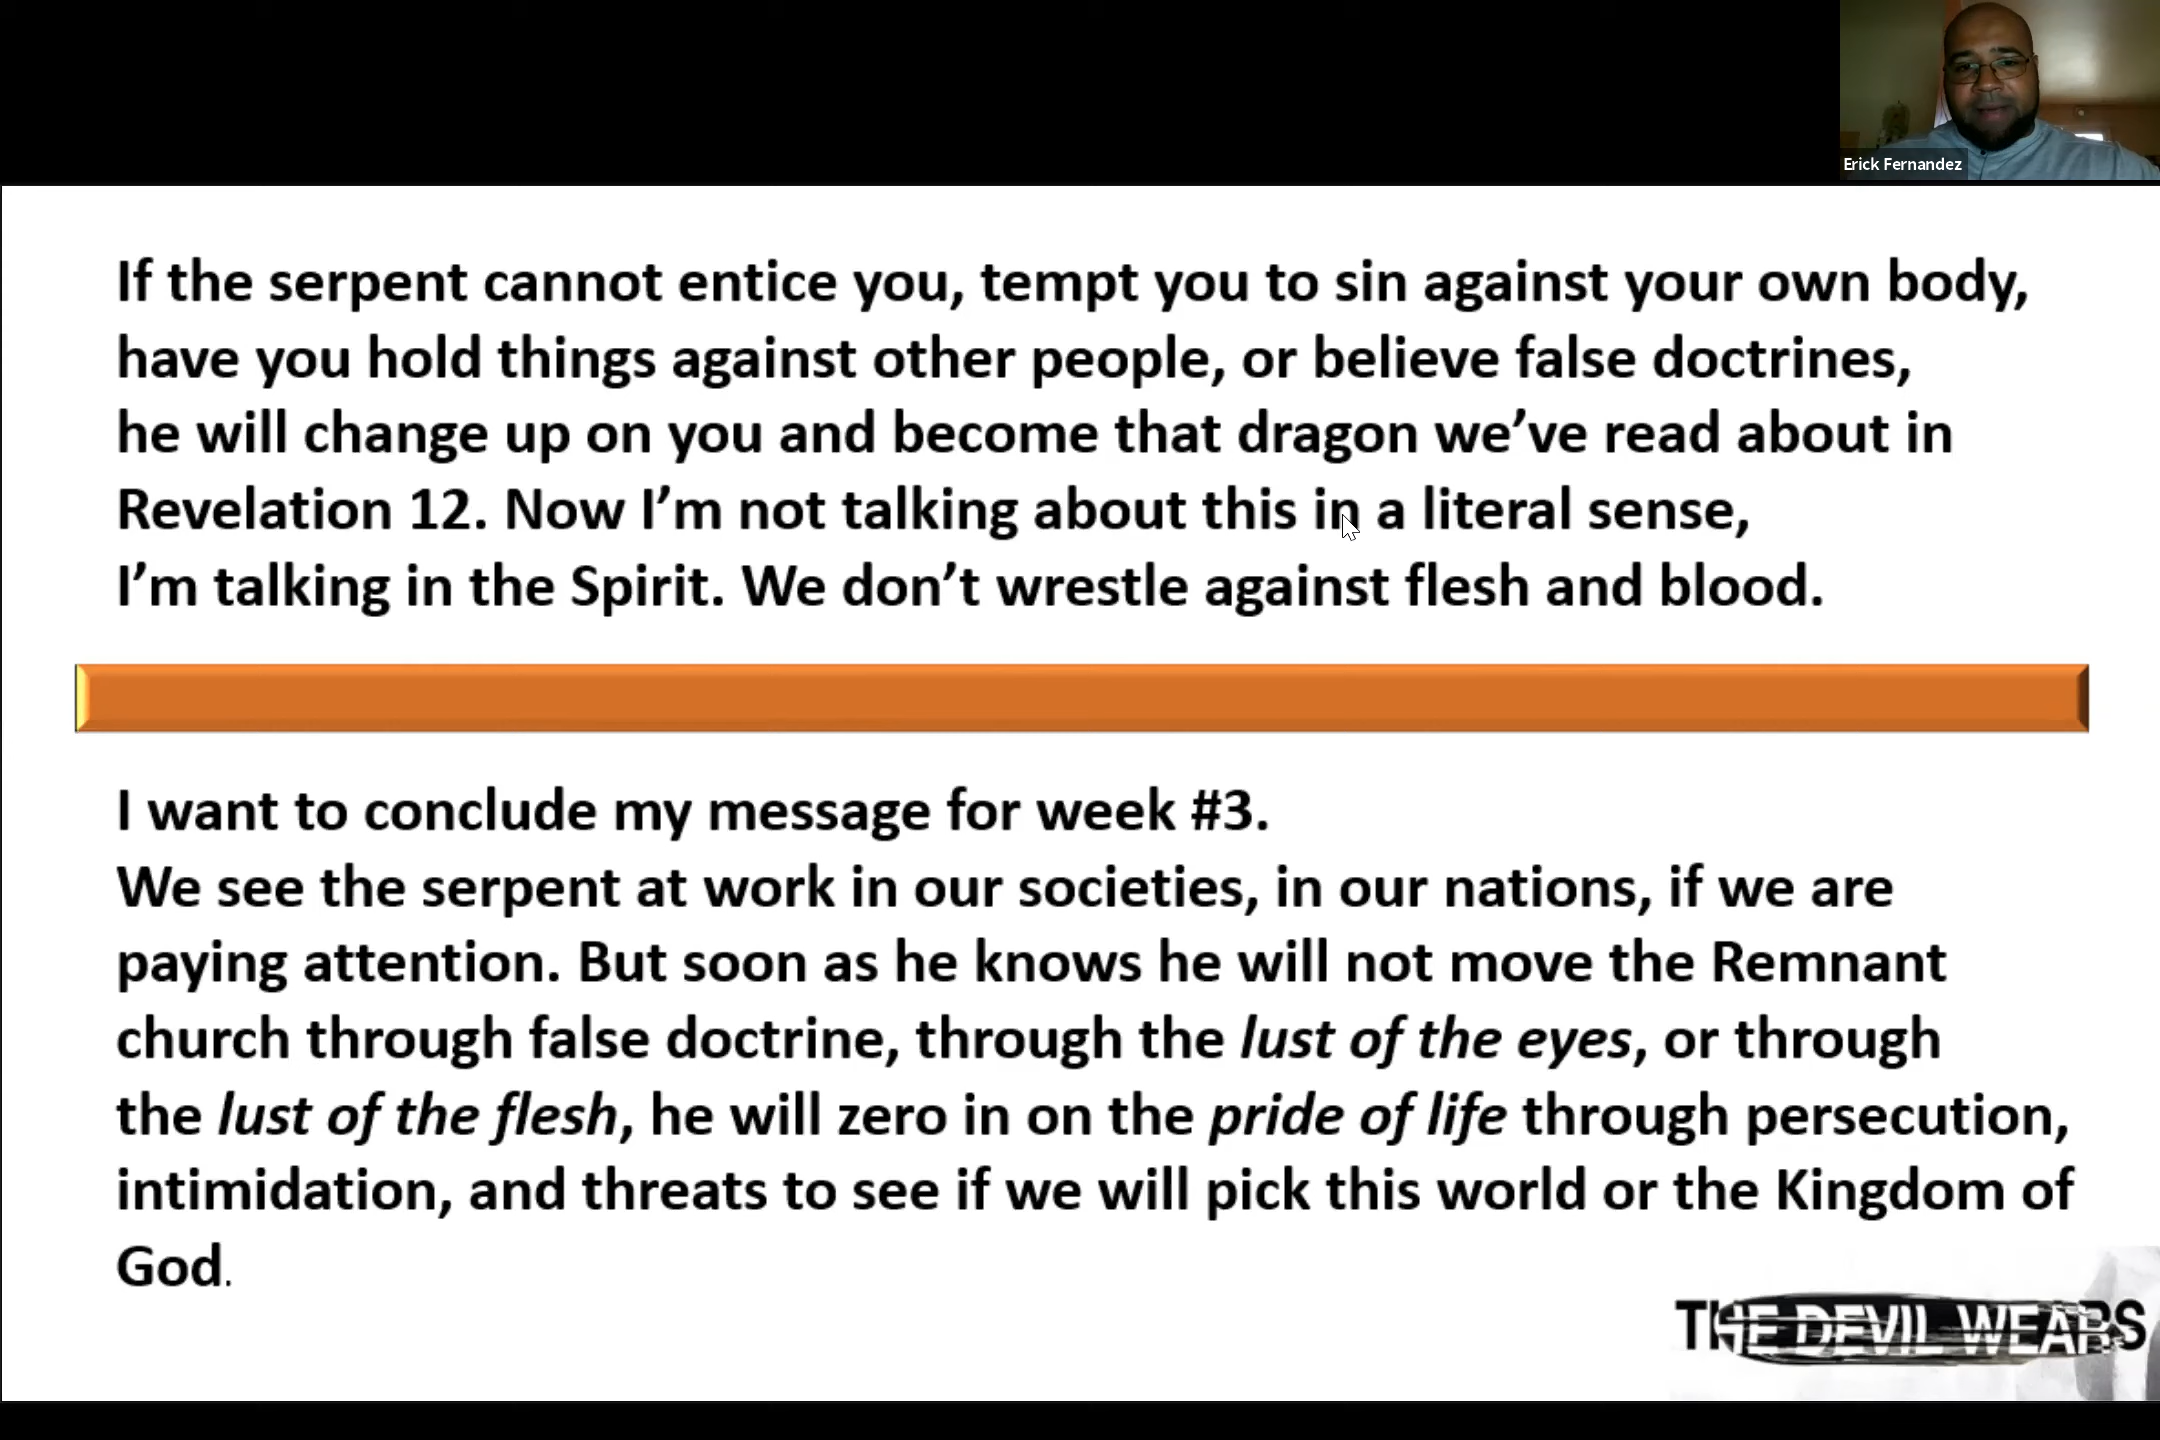 Erick Fernandez
If the serpent cannot entice you, tempt you to sin against your own body,
have you hold things against other people, or believe false doctrines,
he will change up on you and become that dragon we’ve read about in
Revelation 12. Now I’m not talking about this in a literal sense,
I’m talking in the Spirit. We don’t wrestle against flesh and blood.
I want to conclude my message for week #3.
We see the serpent at work in our societies, in our nations, if we are
paying attention. But soon as he knows he will not move the Remnant
church through false doctrine, through the lust of the eyes, or through
the lust of the flesh, he will zero in on the pride of life through persecution,
intimidation, and threats to see if we will pick this world or the Kingdom of
God.
THE DEVIL WEARS